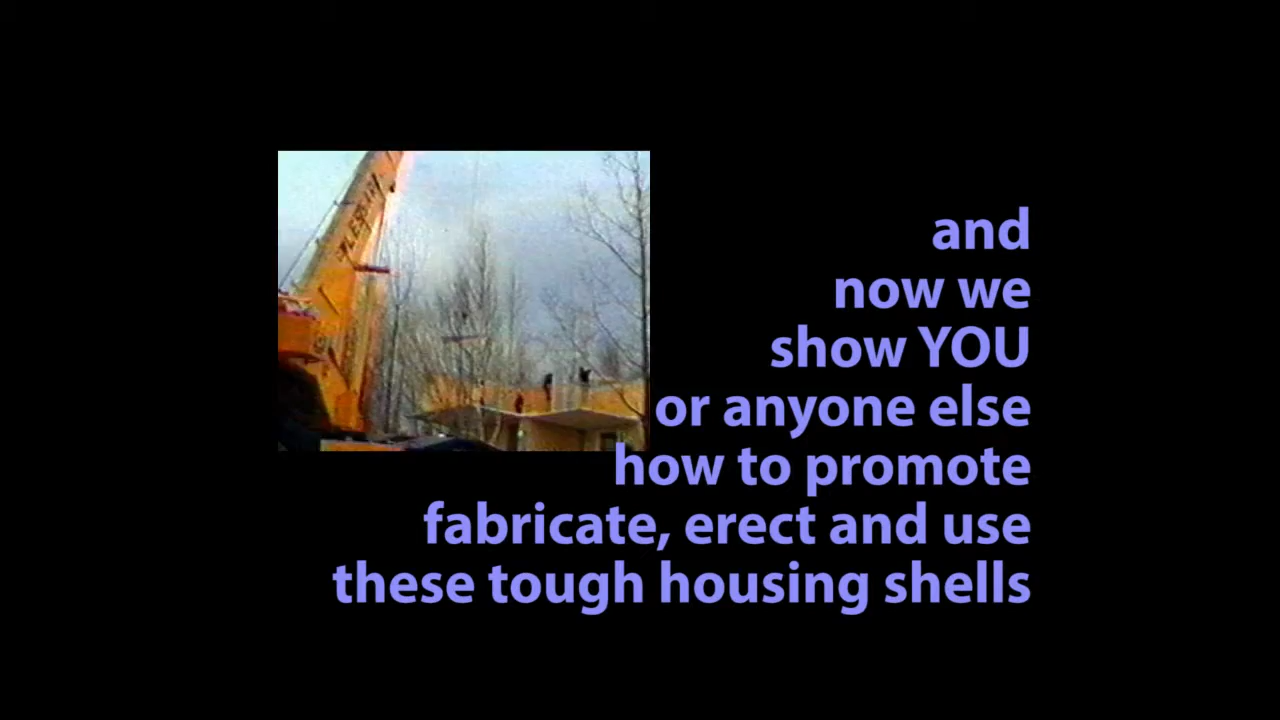 and
now we
show YOU
or anyone else
how to promote
fabricate, erect and use
these tough housing shells